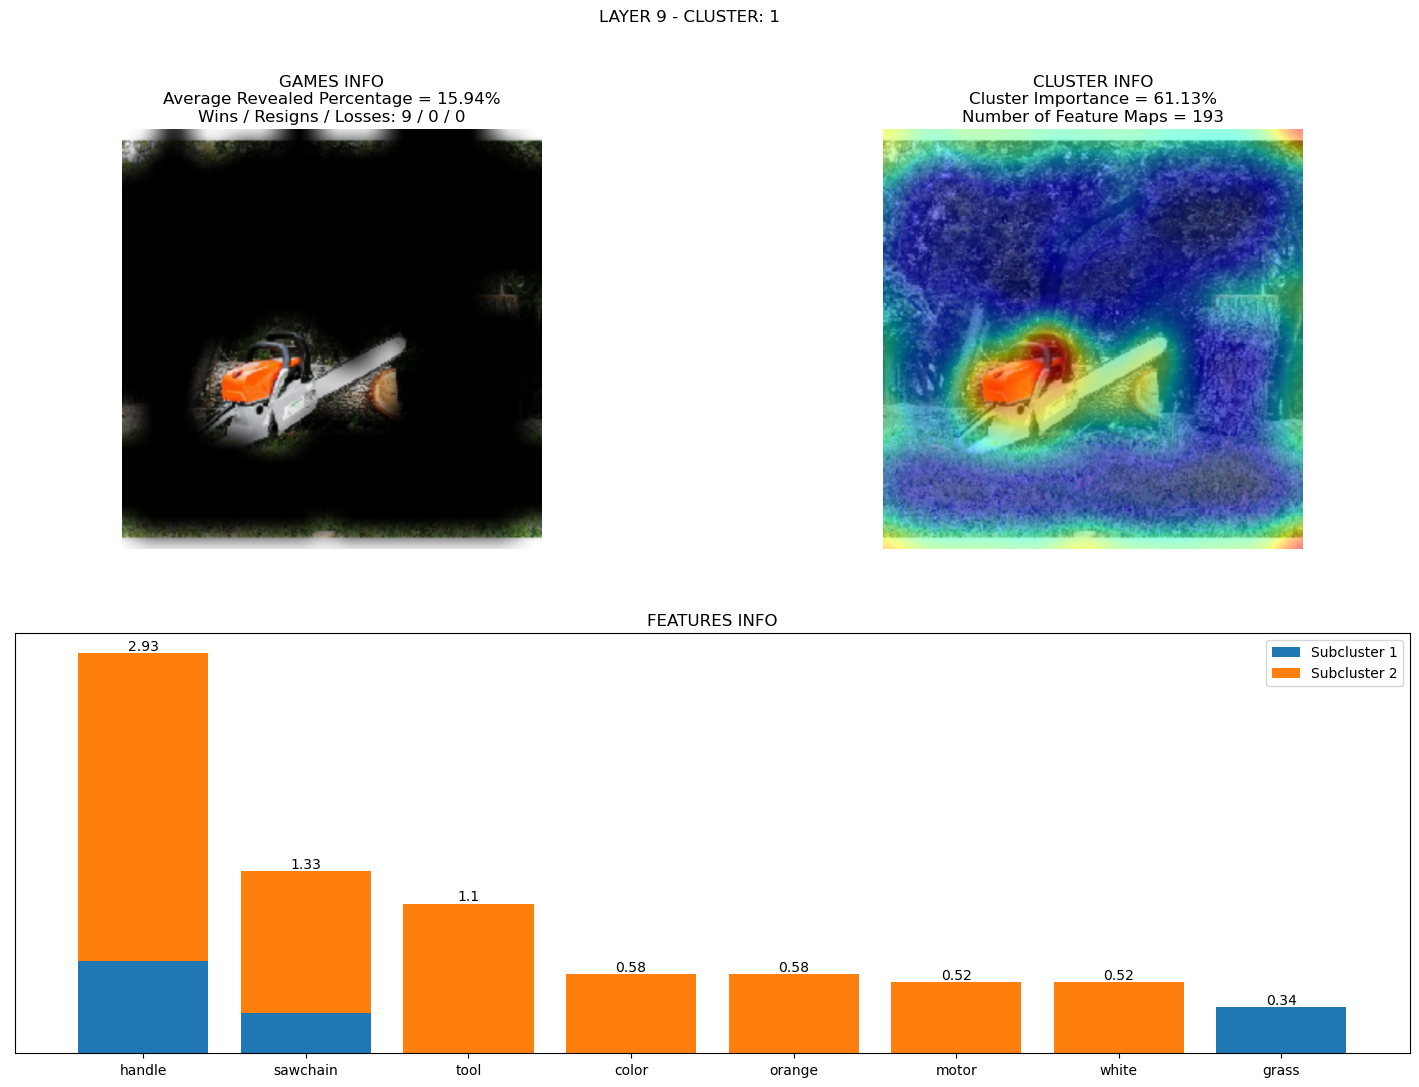 LAYER 9 - CLUSTER: 1
GAMES INFO
Average Revealed Percentage = 15.94%
Wins / Resigns / Losses: 9 / 0 / 0
CLUSTER INFO
Cluster Importance = 61.13%
Number of Feature Maps = 193
FEATURES INFO
Subcluster 1
Subcluster 2
2.93
1.33
1.1
0.58
0.58
0.52
0.52
0.34
handle
sawchain
tool
color
orange
motor
white
grass